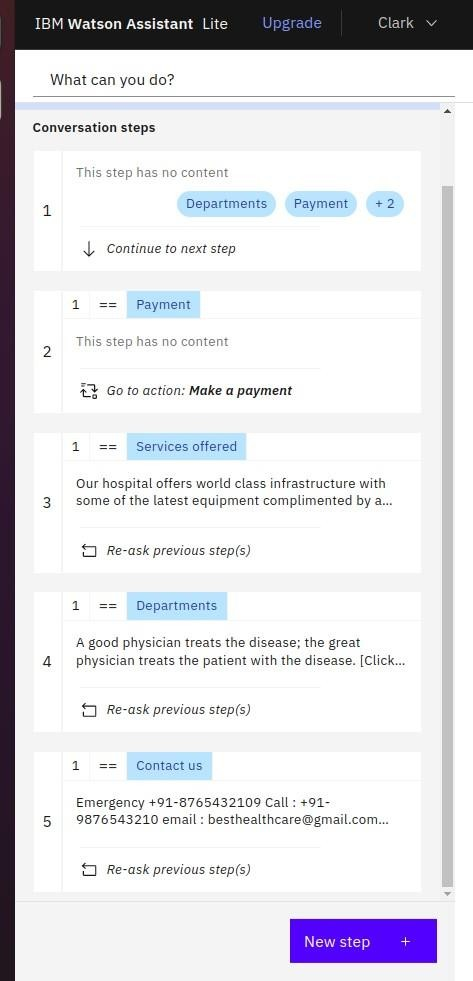 IBM Watson Assistant Lite Upgrade Clark
What can you do?
Conversation steps
This step has no content
Departments Payment + 2
1
Continue to next step
1 == Payment
This step has no content
2
Go to action: Make a payment
1 == Services offered
Our hospital offers world class infrastructure with
some of the latest equipment complimented by a...
3
Re-ask previous step(s)
1 == Departments
A good physician treats the disease; the great
physician treats the patient with the disease. [Click...
4
Re-ask previous step(s)
1 == Contact us
Emergency +91-8765432109 Call : +91-
9876543210 email : besthealthcare@gmail.com...
5
Re-ask previous step(s)
New step +